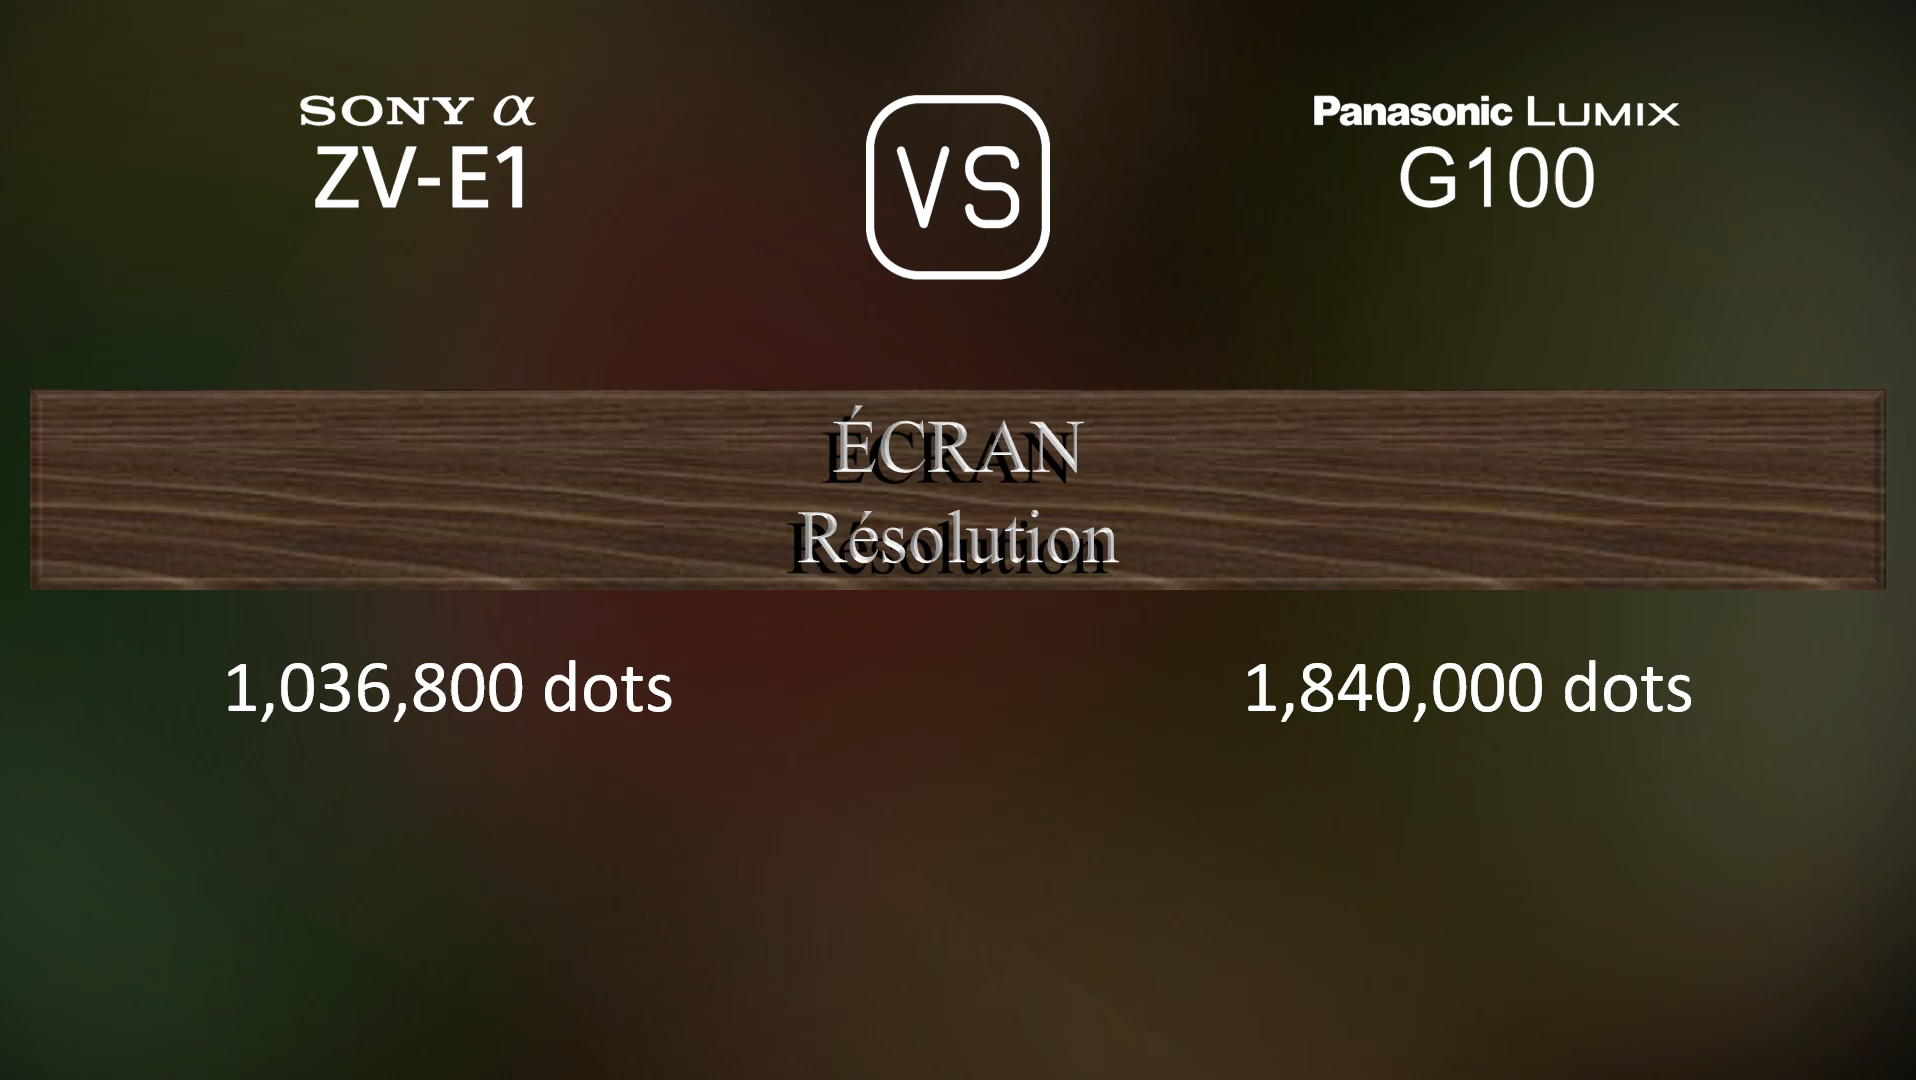 SONY α
ZV-E1
VS
Panasonic LUMIX
G100
ÉCRAN
Résolution
1,036,800 dots
1,840,000 dots